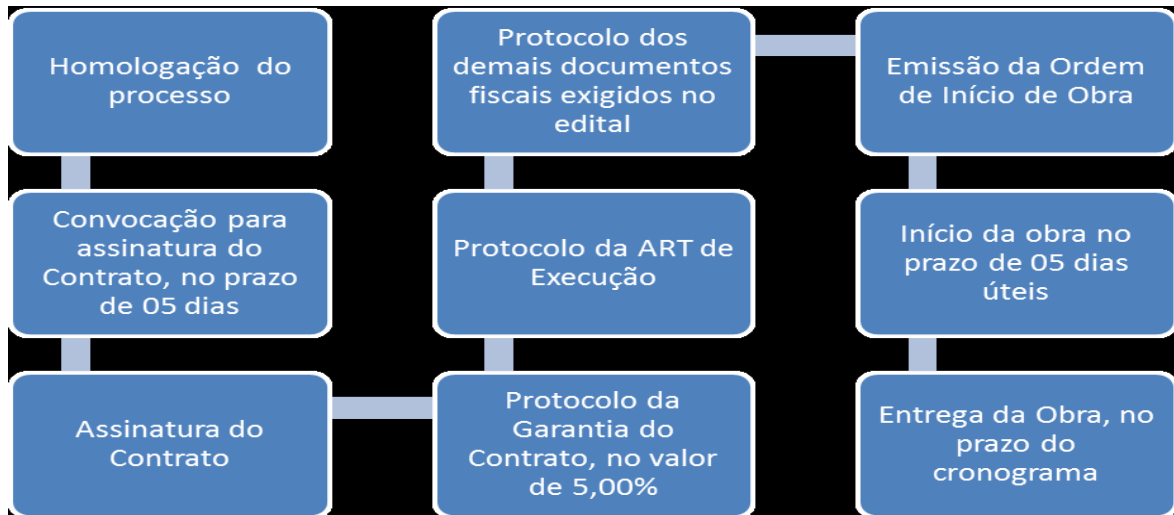 Homologação do
processo
Convocação para
assinatura do
Contrato, no prazo
de 05 dias
Assinatura do
Contrato
Protocolo da
Garantia do
Contrato, no valor
de 5,00%
Protocolo da ART de
Execução
Protocolo dos
demais documentos
fiscais exigidos no
edital
Emissão da Ordem
de Início de Obra
Início da obra no
prazo de 05 dias
úteis
Entrega da Obra, no
prazo do
cronograma